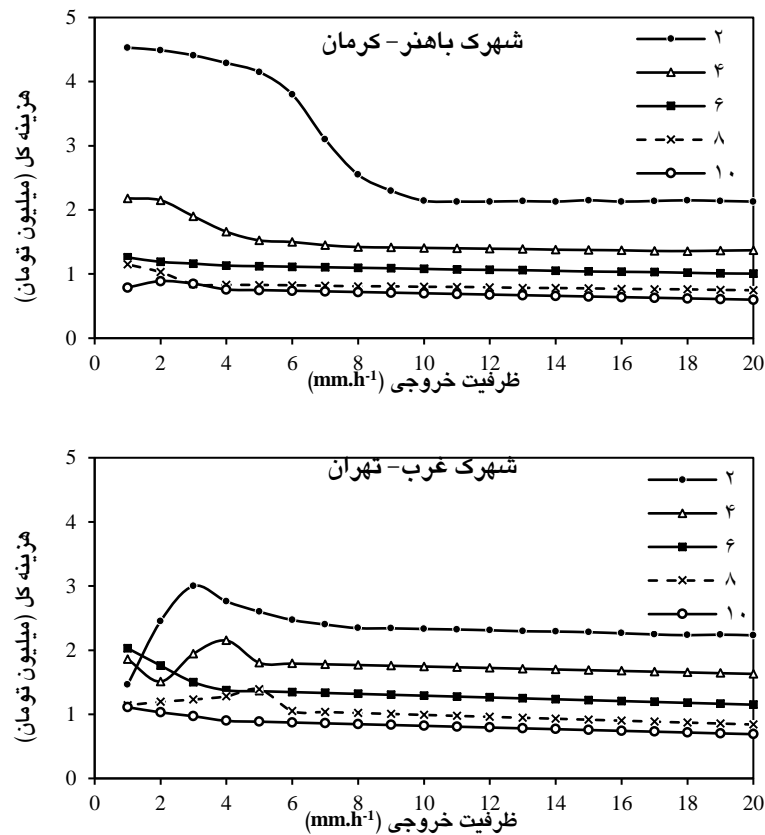 شهرک باهنر- کرمان
۲
۴
۶
۸
۱۰
هزینه کل (میلیون تومان))
5
4
3
2
1
0
0 2 4 6 8 10 12 14 16 18 20
ظرفیت خروجی (mm.h-1)
شهرک غرب- تهران
۲
۴
۶
۸
۱۰
هزینه کل (میلیون تومان)
5
4
3
2
1
0
0 2 4 6 8 10 12 14 16 18 20
ظرفیت خروجی (mm.h-1)